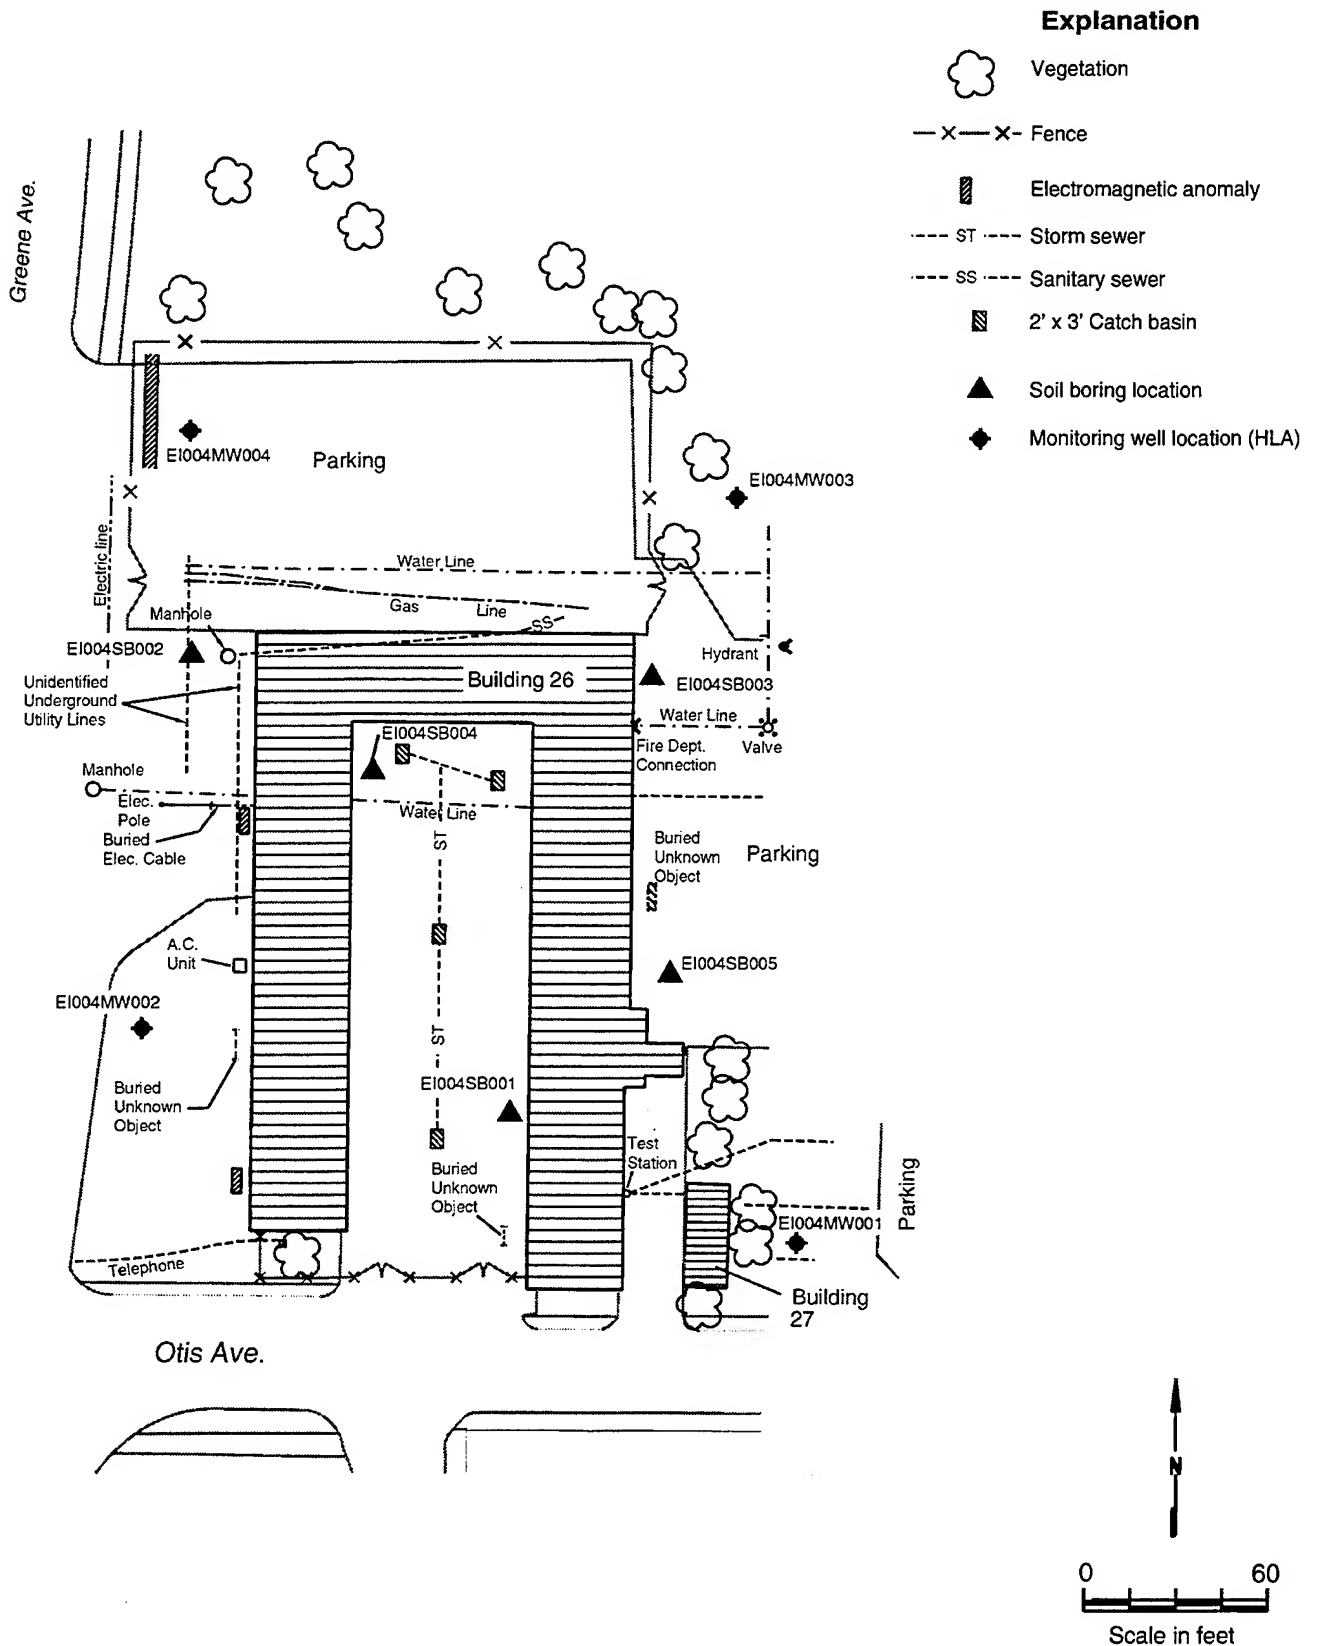 Explanation
Vegetation
Fence
Electromagnetic anomaly
ST
Storm sewer
SS
Sanitary sewer
2' x 3' Catch basin
Soil boring location
Monitoring well location (HLA)
Greene Ave.
EI004MW004
Parking
EI004MW003
Electric line
Water Line
Gas Line
SS
Manhole
EI004SB002
Hydrant
Building 26
EI004SB003
Unidentified
Underground
Utility Lines
Water Line
EI004SB004
Fire Dept.
Connection
Valve
Manhole
Elec.
Pole
Water Line
Buried
Elec. Cable
ST
Buried
Unknown
Object
Parking
A.C.
Unit
EI004SB005
EI004MW002
ST
Buried
Unknown
Object
EI004SB001
Test
Station
Buried
Unknown
Object
Parking
EI004MW001
Telephone
Building
27
Otis Ave.
N
0 60
Scale in feet